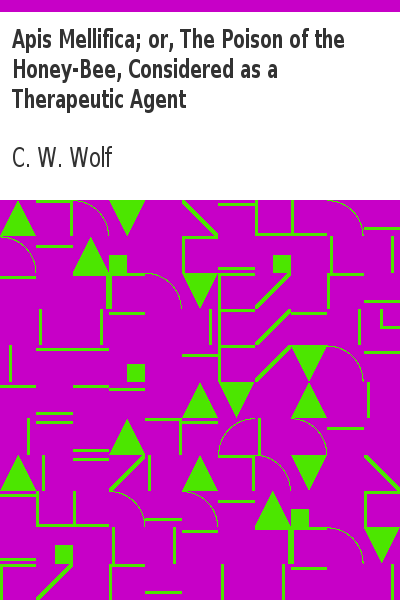 Apis Mellifica; or, The Poison of the
Honey-Bee, Considered as a
Therapeutic Agent
C. W. Wolf